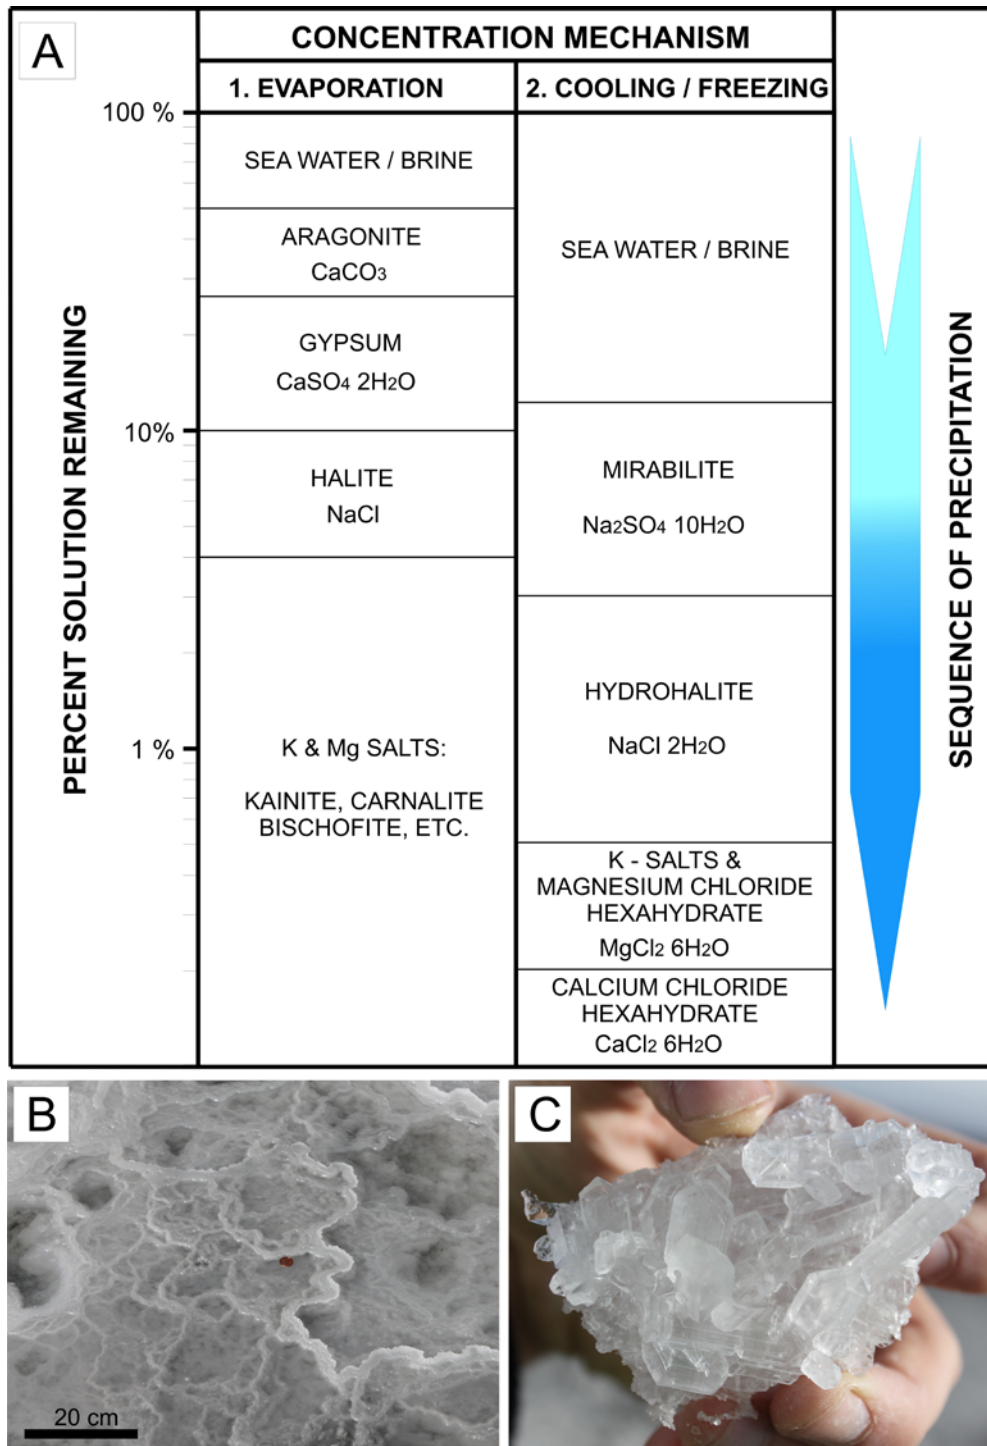 A
CONCENTRATION MECHANISM
1. EVAPORATION
2. COOLING / FREEZING
PERCENT SOLUTION REMAINING
100 %
10%
1 %
SEA WATER / BRINE
ARAGONITE
CaCO3
GYPSUM
CaSO4 2H2O
HALITE
NaCl
K & Mg SALTS:
KAINITE, CARNALITE
BISCHOFITE, ETC.
SEA WATER / BRINE
MIRABILITE
Na2SO4 10H2O
HYDROHALITE
NaCl 2H2O
K - SALTS &
MAGNESIUM CHLORIDE
HEXAHYDRATE
MgCl2 6H2O
CALCIUM CHLORIDE
HEXAHYDRATE
CaCl2 6H2O
SEQUENCE OF PRECIPITATION
B
20 cm
C